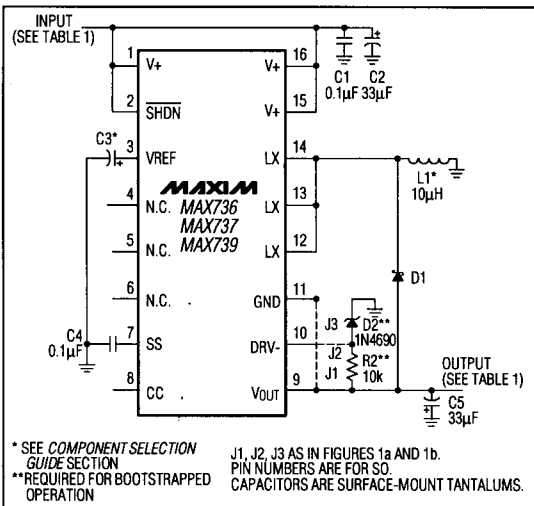 INPUT
(SEE TABLE 1)
1
V+
V+
16
C1
0.1µF
C2
33µF
2
SHDN
V+
15
C3*
3
VREF
LX
14
L1*
10µH
MAXIM
4
N.C.
MAX736
MAX737
MAX739
LX
13
5
N.C.
LX
12
D1
6
N.C.
GND
11
J3
D2**
1N4690
C4
0.1µF
7
SS
DRV-
10
J2
R2**
10k
J1
OUTPUT
(SEE TABLE 1)
8
CC
VOUT
9
C5
33µF
* SEE COMPONENT SELECTION
GUIDE SECTION
**REQUIRED FOR BOOTSTRAPPED
OPERATION
J1, J2, J3 AS IN FIGURES 1a AND 1b.
PIN NUMBERS ARE FOR SO.
CAPACITORS ARE SURFACE-MOUNT TANTALUMS.